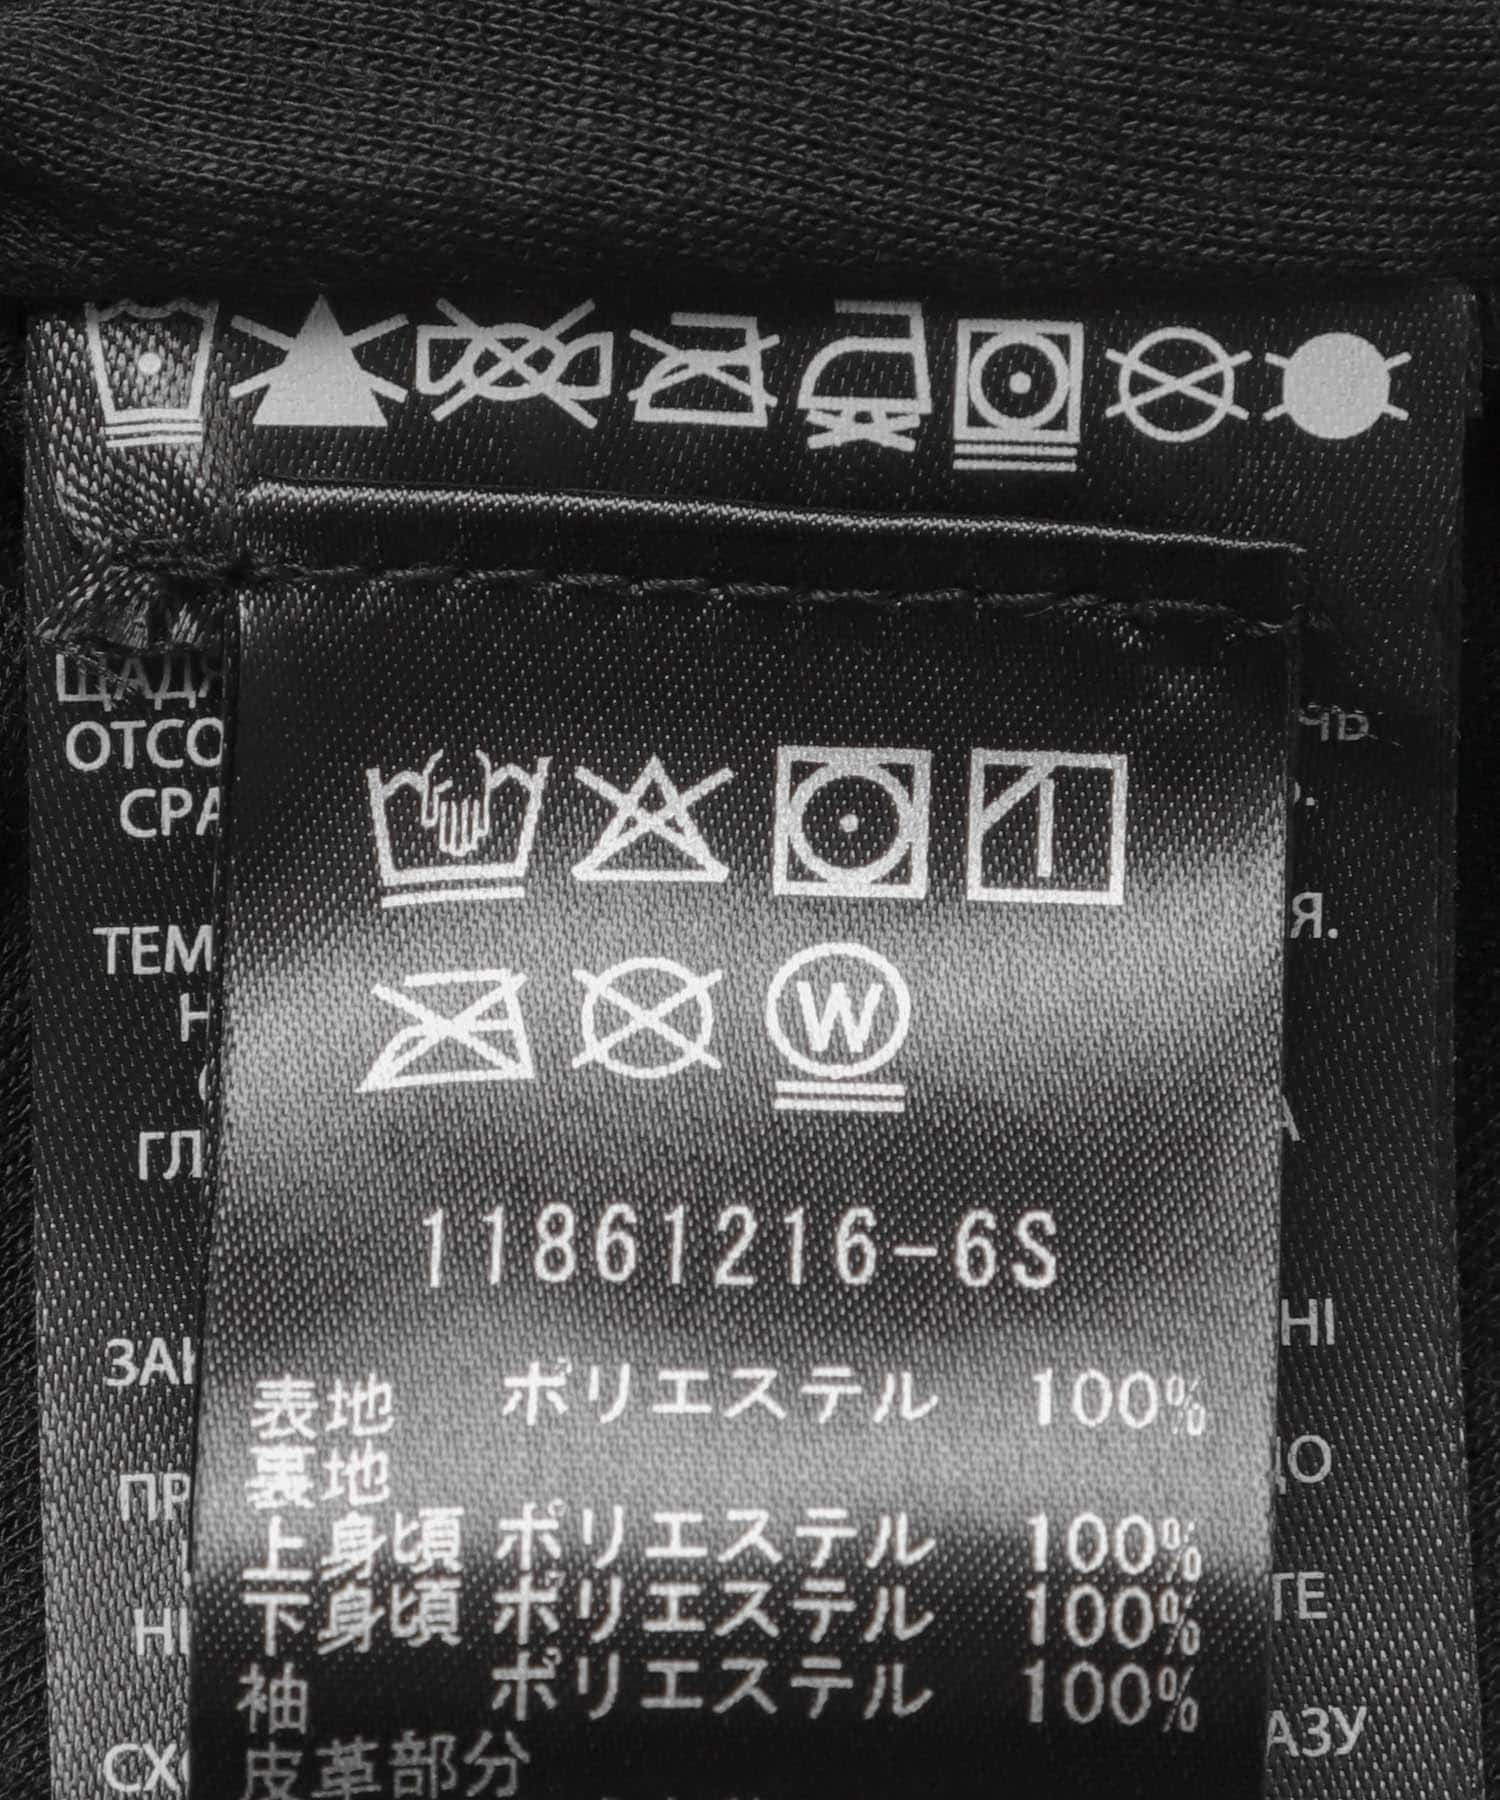 ЩАДЯ
ОТСО
СРА
ЧЬ
ТЕМ
Я.
Н
ГЛ
А
W
11861216-6S
НІ
ЗАН
表地 ポリエステル 100%
裏地
ДО
上身頃 ポリエステル 100%
ПР
下身頃 ポリエステル 100%
ТЕ
НІ
袖 ポリエステル 100%
АЗУ
皮革部分
СХО